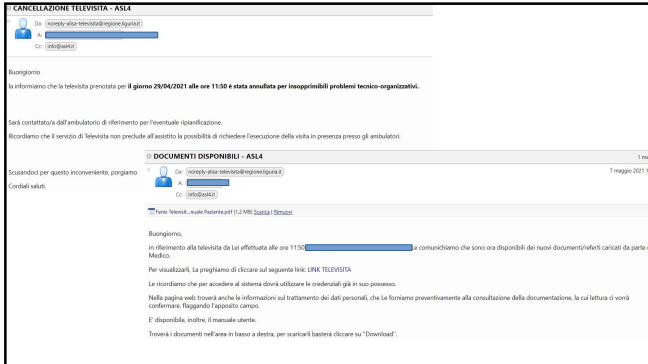 CANCELLAZIONE TELEVISITA - ASL4
Da: noreply-alisa-televisita@regione.liguria.it
A:
Cc: info@asl4.it
Buongiorno
la informiamo che la televisita prenotata per il giorno 29/04/2021 alle ore 11:50 è stata annullata per insopprimibili problemi tecnico-organizzativi.
Sarà contattato/a dall'ambulatorio di riferimento per l'eventuale ripianificazione.
Ricordiamo che il servizio di Televisita non preclude all'assistito la possibilità di richiedere l'esecuzione della visita in presenza presso gli ambulatori.
Scusandoci per questo inconveniente, porgiamo
Cordiali saluti.
DOCUMENTI DISPONIBILI - ASL4
Da: noreply-alisa-televisita@regione.liguria.it
7 maggio 2021 1
A:
Cc: info@asl4.it
Fenix Televisit...nuale Paziente.pdf (1,2 MB) Scarica | Rimuovi
Buongiorno,
in riferimento alla televisita da Lei effettuata alle ore 11:50 Le comunichiamo che sono ora disponibili dei nuovi documenti/referti caricati da parte
Medico.
Per visualizzarli, La preghiamo di cliccare sul seguente link: LINK TELEVISITA
Le ricordiamo che per accedere al sistema dovrà utilizzare le credenziali già in suo possesso.
Nella pagina web troverà anche le informazioni sul trattamento dei dati personali, che Le forniamo preventivamente alla consultazione della documentazione, la cui lettura ci vorrà
confermare, flaggando l'apposito campo.
E' disponibile, inoltre, il manuale utente.
Troverà i documenti nell'area in basso a destra, per scaricarli basterà cliccare su "Download".